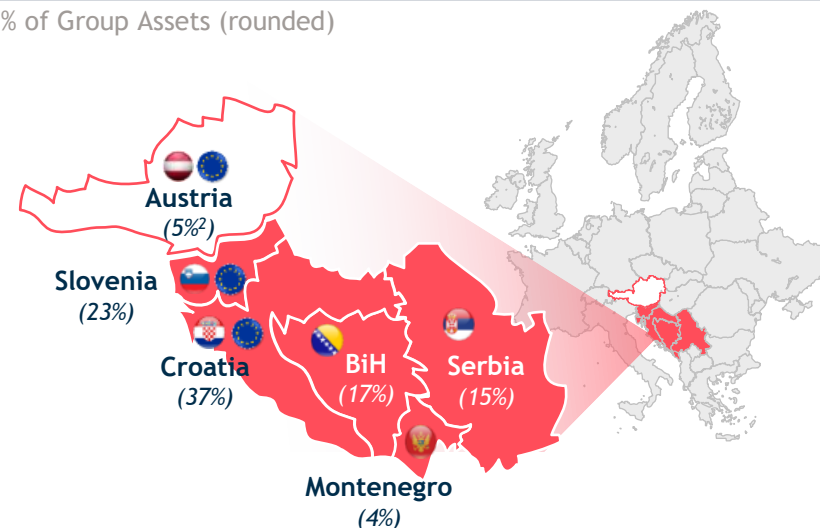 % of Group Assets (rounded)
Austria
(5%²)
Slovenia
(23%)
Croatia
(37%)
BiH
(17%)
Serbia
(15%)
Montenegro
(4%)